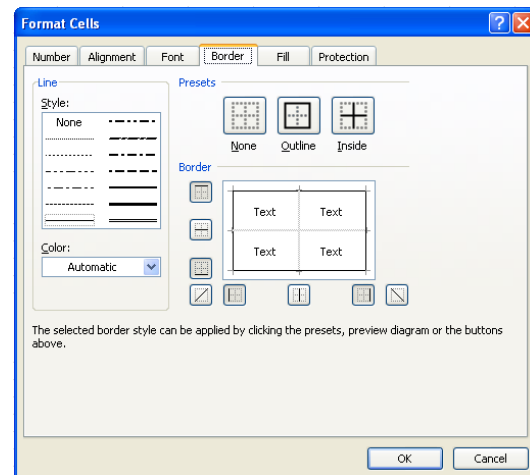 Format Cells
Number Alignment Font Border Fill Protection
Line
Presets
Style:
None
None Outline Inside
Border
Text Text
Text Text
Color:
Automatic
The selected border style can be applied by clicking the presets, preview diagram or the buttons
above.
OK Cancel